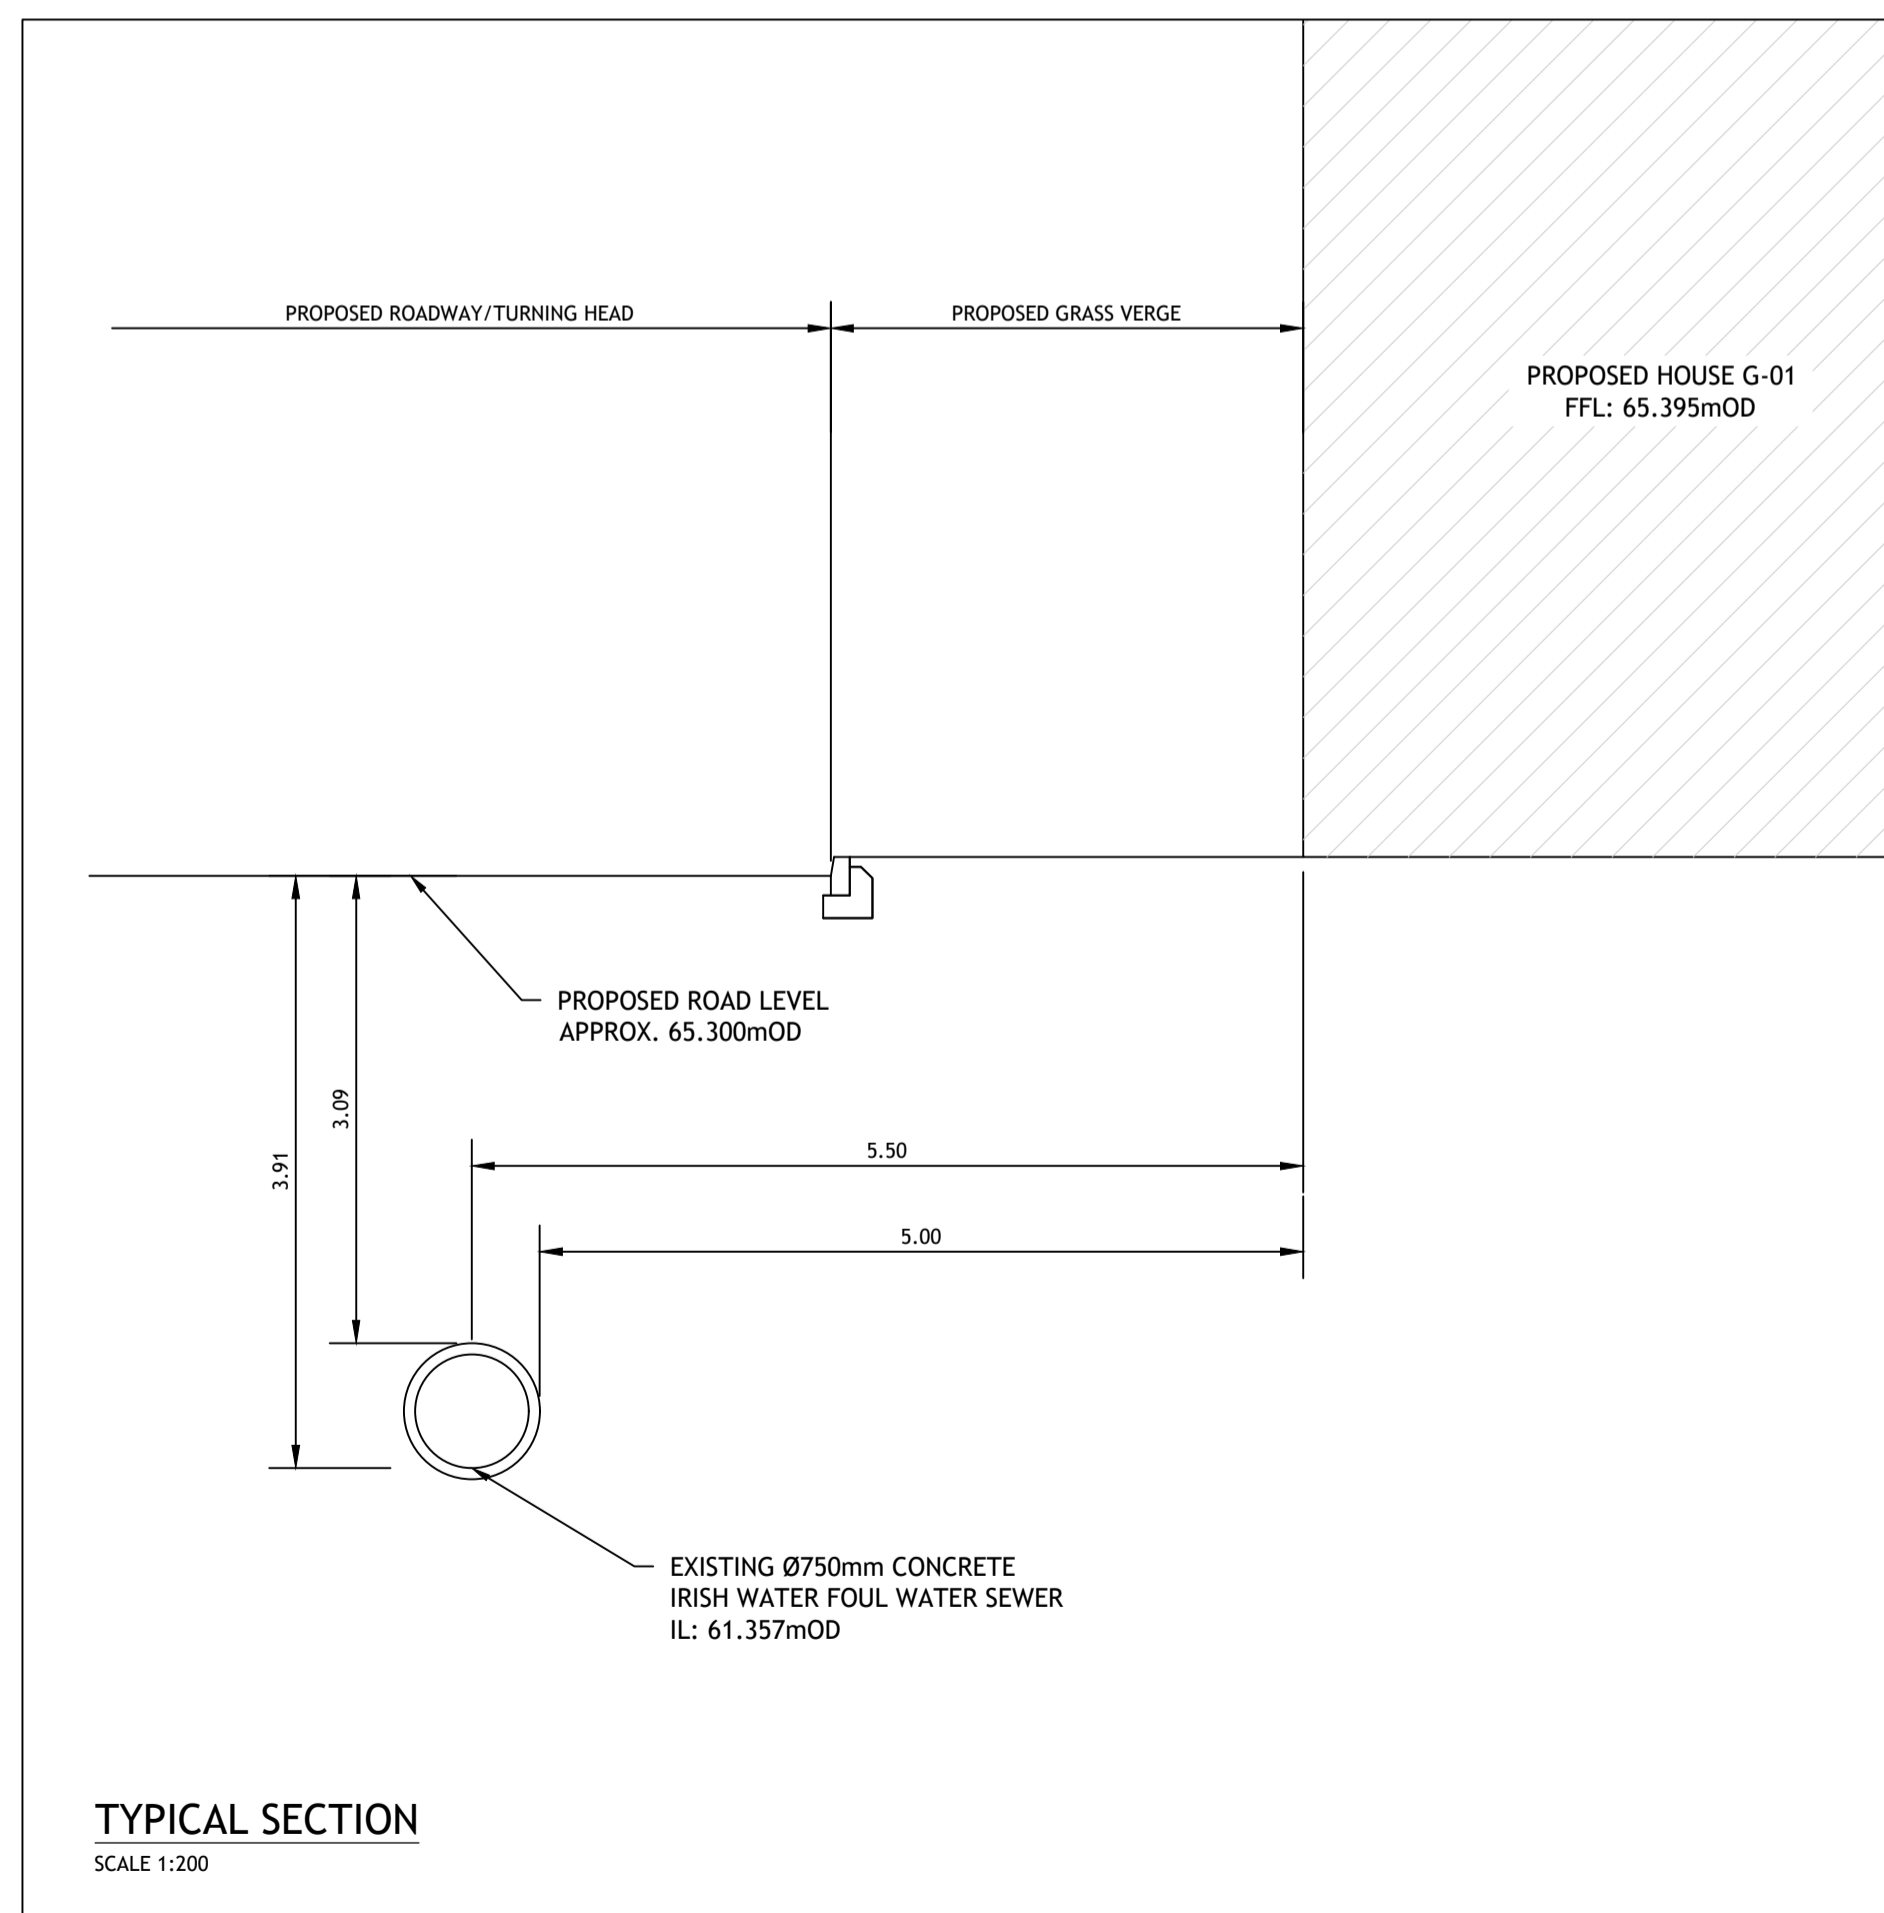 PROPOSED ROADWAY/TURNING HEAD
PROPOSED GRASS VERGE
PROPOSED HOUSE G-01
FFL: 65.395mOD
PROPOSED ROAD LEVEL
APPROX. 65.300mOD
3.09
3.91
5.50
5.00
EXISTING Ø750mm CONCRETE
IRISH WATER FOUL WATER SEWER
IL: 61.357mOD
TYPICAL SECTION
SCALE 1:200